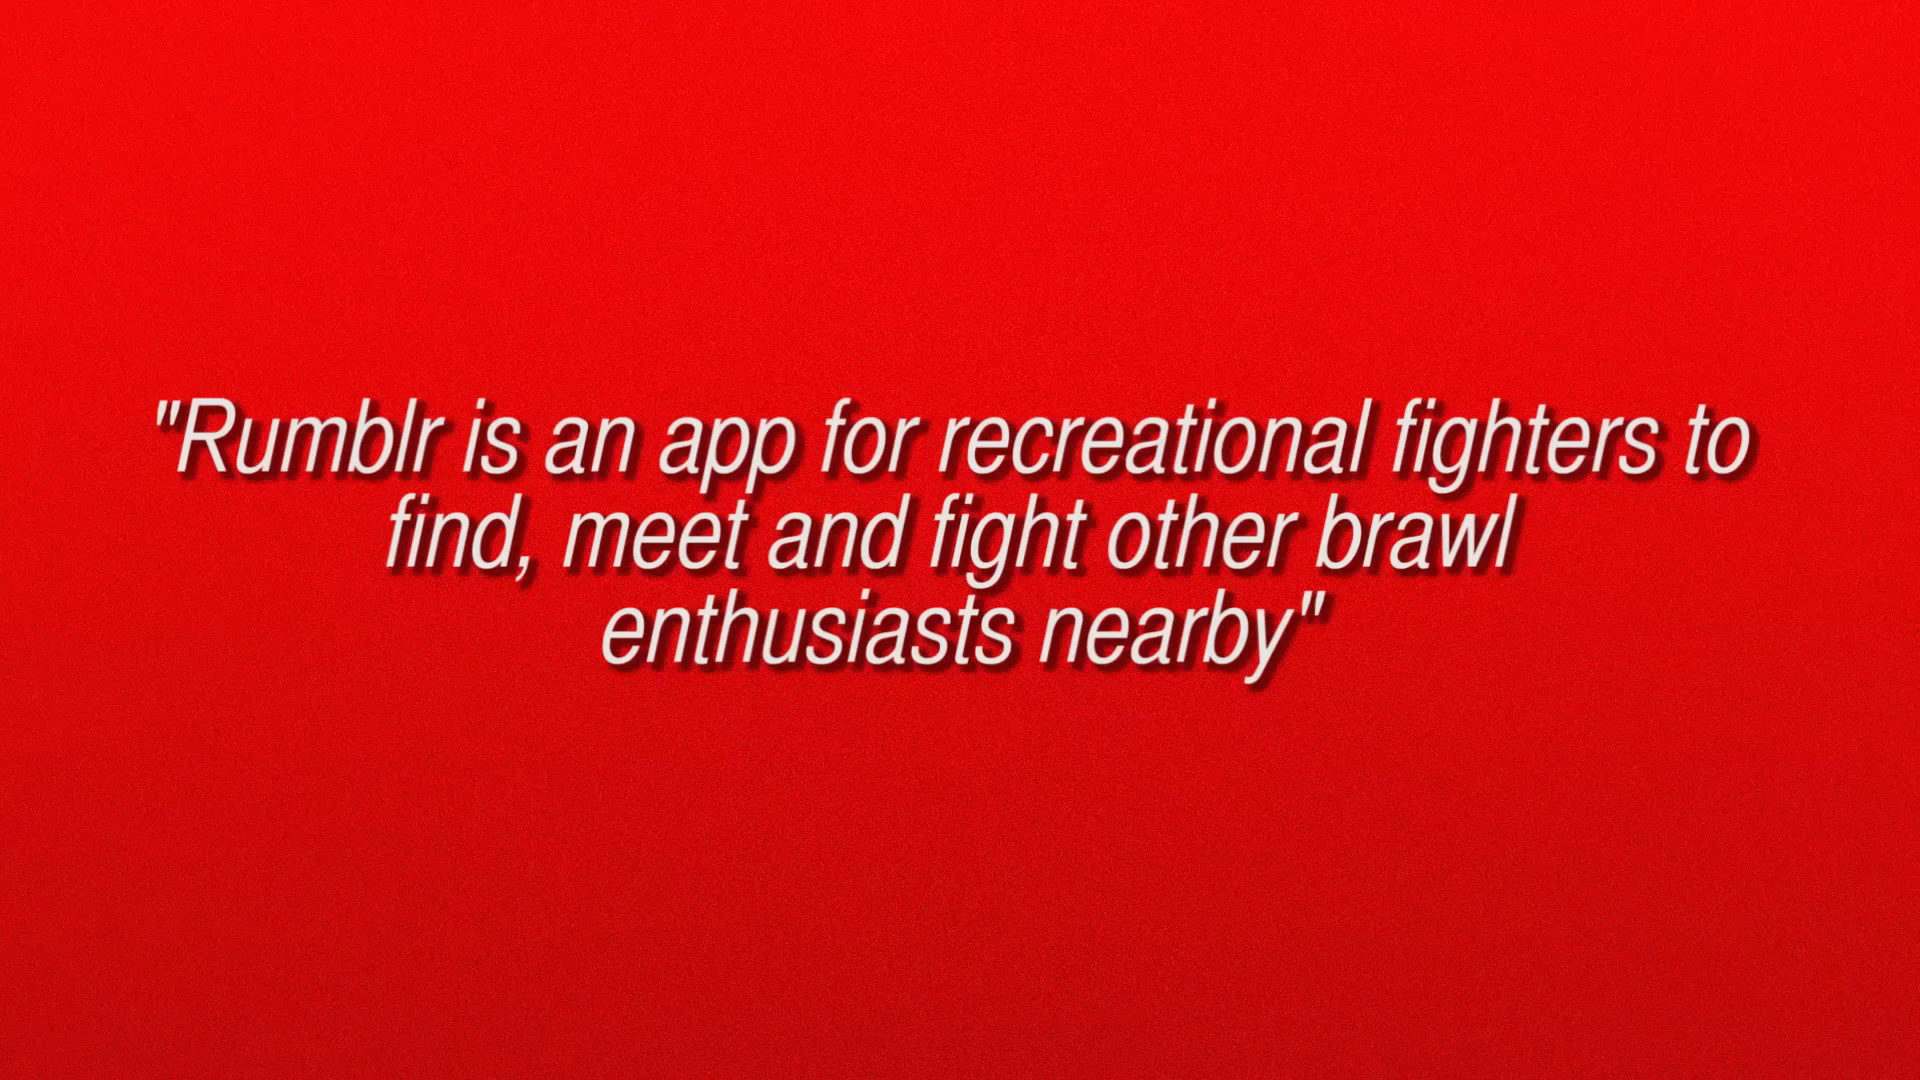 "Rumblr is an app for recreational fighters to
find, meet and fight other brawl
enthusiasts nearby"